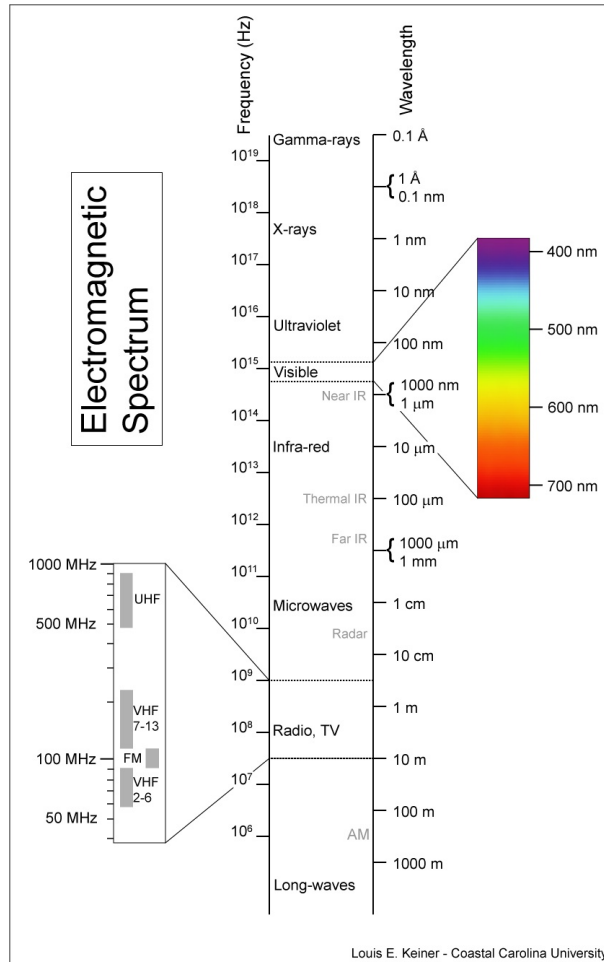 Electromagnetic
Spectrum
Frequency (Hz)
Wavelength
Gamma-rays
0.1 Å
10¹⁹
1 Å
0.1 nm
10¹⁸
X-rays
1 nm
10¹⁷
10 nm
10¹⁶
Ultraviolet
100 nm
10¹⁵
Visible
Near IR
1000 nm
1 µm
10¹⁴
Infra-red
10 µm
10¹³
Thermal IR
100 µm
10¹²
Far IR
1000 µm
1 mm
10¹¹
Microwaves
1 cm
10¹⁰
Radar
10 cm
10⁹
1 m
10⁸
Radio, TV
10 m
10⁷
100 m
10⁶
AM
1000 m
Long-waves
400 nm
500 nm
600 nm
700 nm
1000 MHz
UHF
500 MHz
VHF
7-13
FM
100 MHz
VHF
2-6
50 MHz
Louis E. Keiner - Coastal Carolina University